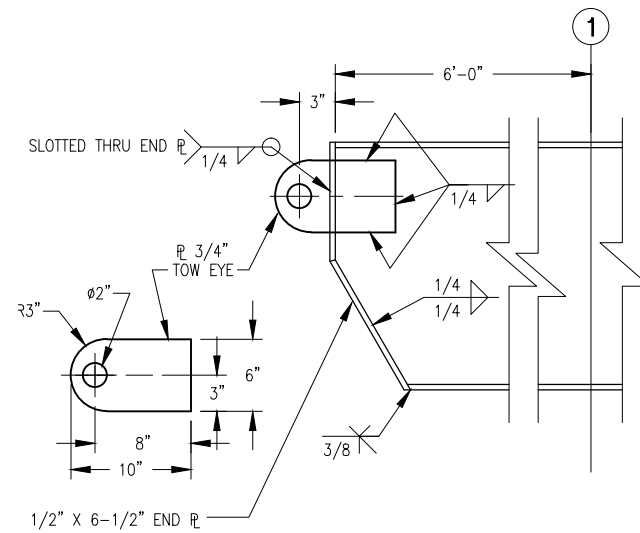 1
6'-0"
3"
SLOTTED THRU END ℄
1/4
1/4
℄ 3/4"
TOW EYE
ø2"
R3"
1/4
1/4
6"
3"
8"
10"
3/8
1/2" X 6-1/2" END ℄